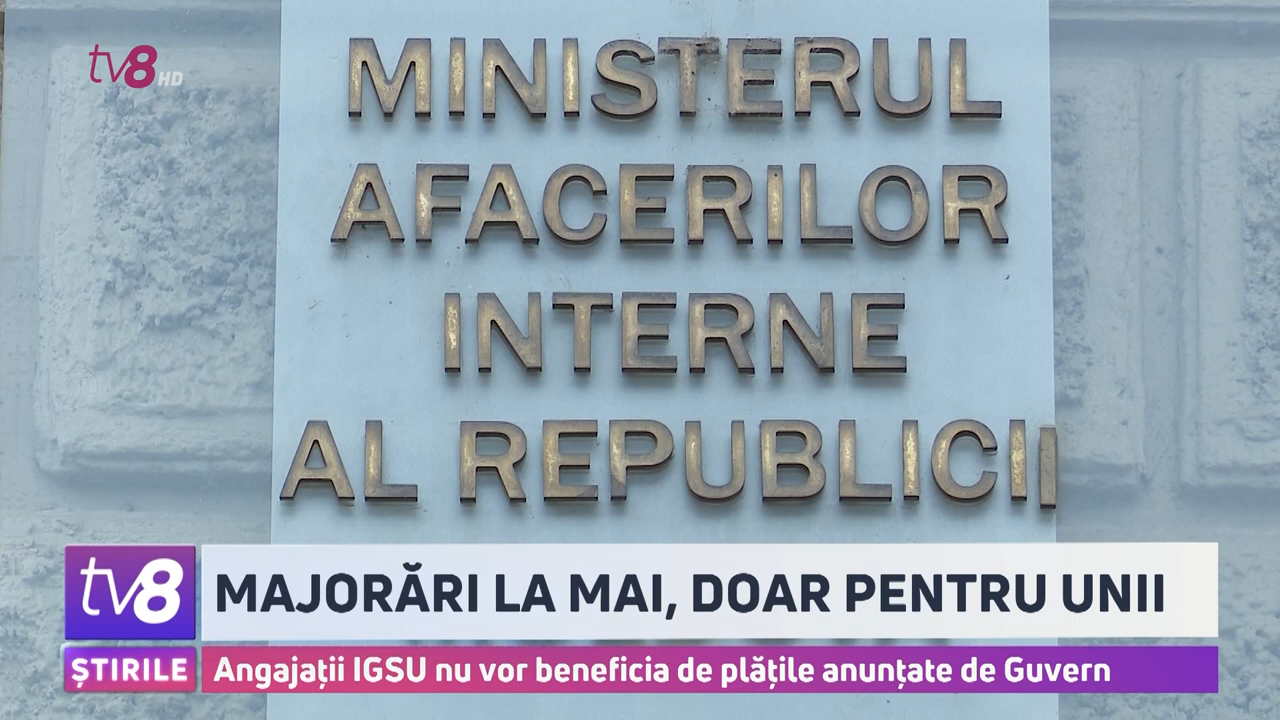 tv8 HD
MINISTERUL
AFACERILOR
INTERNE
AL REPUBLICII
tv8
MAJORĂRI LA MAI, DOAR PENTRU UNII
ȘTIRILE
Angajații IGSU nu vor beneficia de plățile anunțate de Guvern